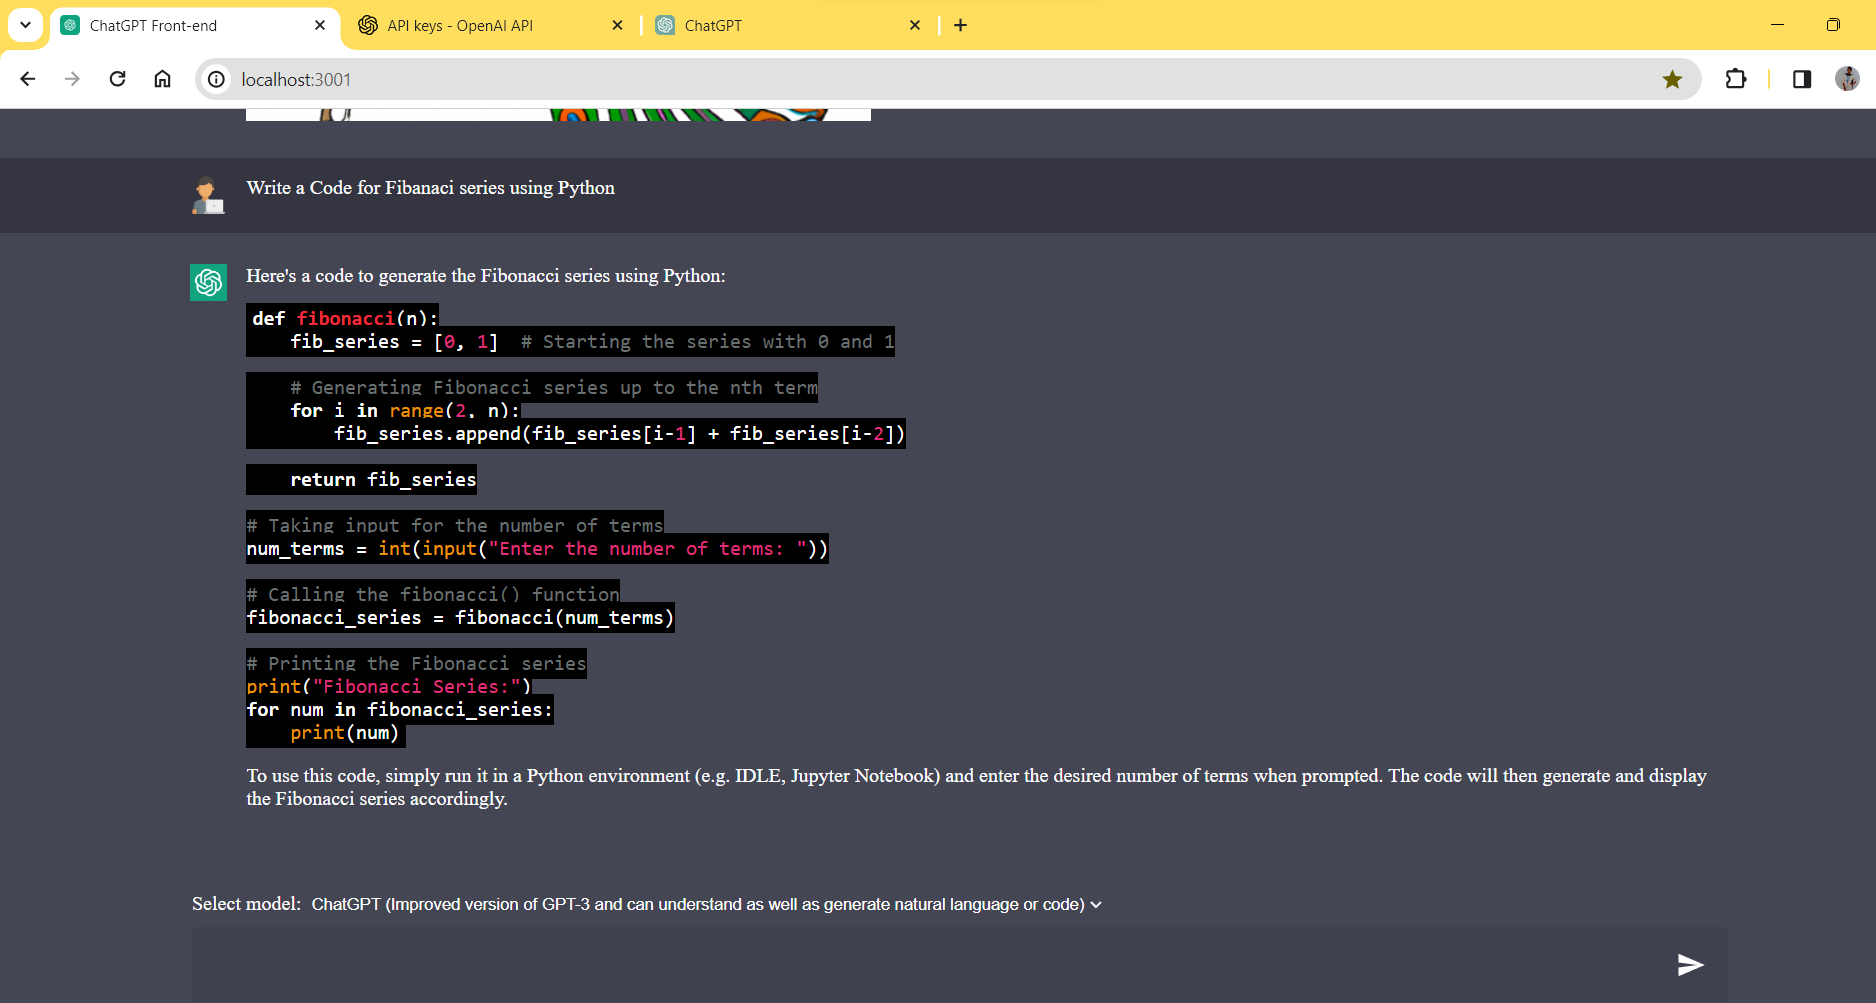 ChatGPT Front-end
API keys - OpenAI API
ChatGPT
localhost:3001
Write a Code for Fibanaci series using Python
Here's a code to generate the Fibonacci series using Python:
def fibonacci(n):
    fib_series = [0, 1]  # Starting the series with 0 and 1
    # Generating Fibonacci series up to the nth term
    for i in range(2, n):
        fib_series.append(fib_series[i-1] + fib_series[i-2])
    return fib_series
# Taking input for the number of terms
num_terms = int(input("Enter the number of terms: "))
# Calling the fibonacci() function
fibonacci_series = fibonacci(num_terms)
# Printing the Fibonacci series
print("Fibonacci Series:")
for num in fibonacci_series:
    print(num)
To use this code, simply run it in a Python environment (e.g. IDLE, Jupyter Notebook) and enter the desired number of terms when prompted. The code will then generate and display
the Fibonacci series accordingly.
Select model: ChatGPT (Improved version of GPT-3 and can understand as well as generate natural language or code)